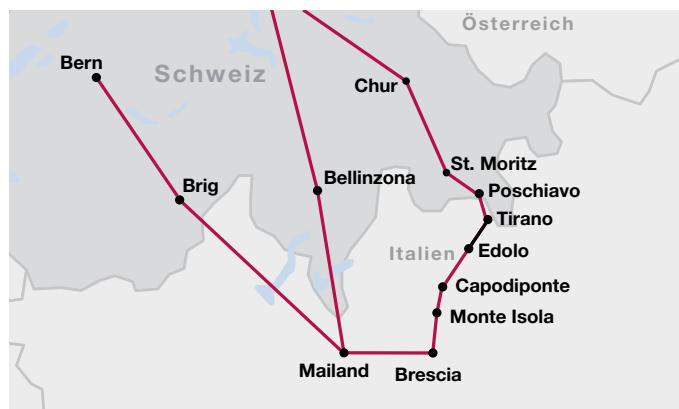 Österreich
Bern
Schweiz
Chur
St. Moritz
Bellinzona
Brig
Poschiavo
Tirano
Italien
Edolo
Capodiponte
Monte Isola
Mailand
Brescia